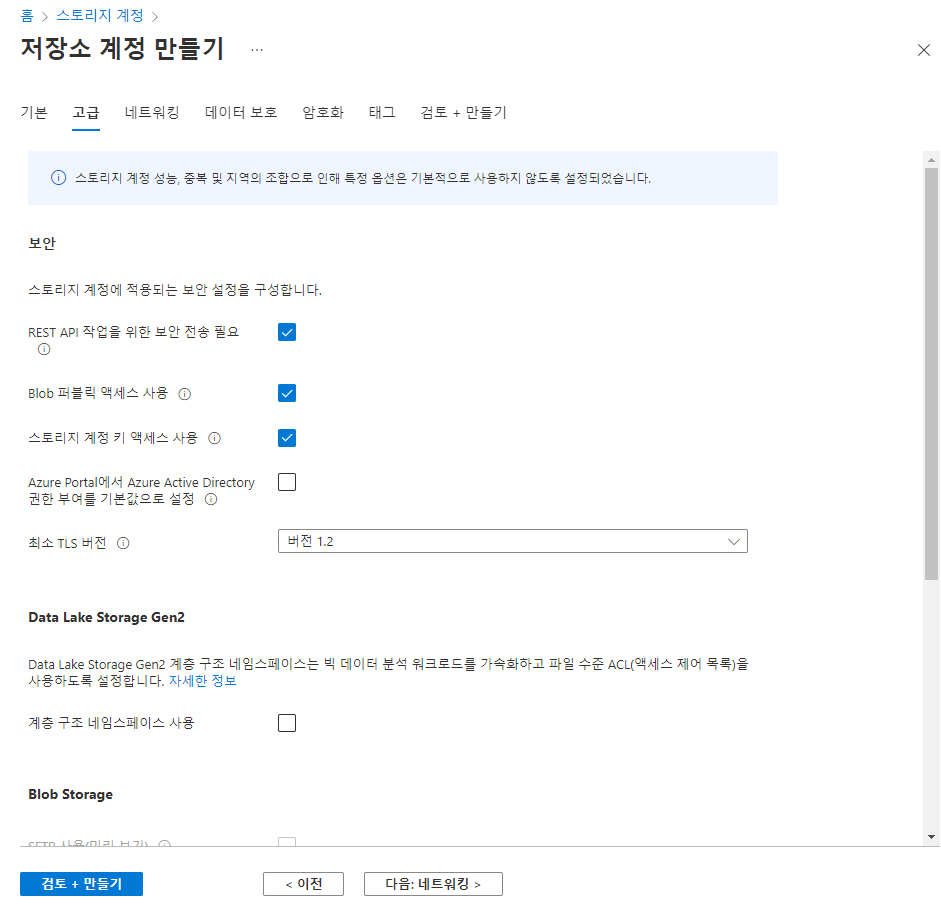 홈 > 스토리지 계정 >
저장소 계정 만들기 ...
기본 고급 네트워킹 데이터 보호 암호화 태그 검토 + 만들기
스토리지 계정 성능, 중복 및 지역의 조합으로 인해 특정 옵션은 기본적으로 사용하지 않도록 설정되었습니다.
보안
스토리지 계정에 적용되는 보안 설정을 구성합니다.
REST API 작업을 위한 보안 전송 필요
Blob 퍼블릭 액세스 사용
스토리지 계정 키 액세스 사용
Azure Portal에서 Azure Active Directory
권한 부여를 기본값으로 설정
최소 TLS 버전
버전 1.2
Data Lake Storage Gen2
Data Lake Storage Gen2 계층 구조 네임스페이스는 빅 데이터 분석 워크로드를 가속화하고 파일 수준 ACL(액세스 제어 목록)을
사용하도록 설정합니다. 자세한 정보
계층 구조 네임스페이스 사용
Blob Storage
SFTP 사용(미리 보기)
검토 + 만들기
< 이전
다음: 네트워킹 >